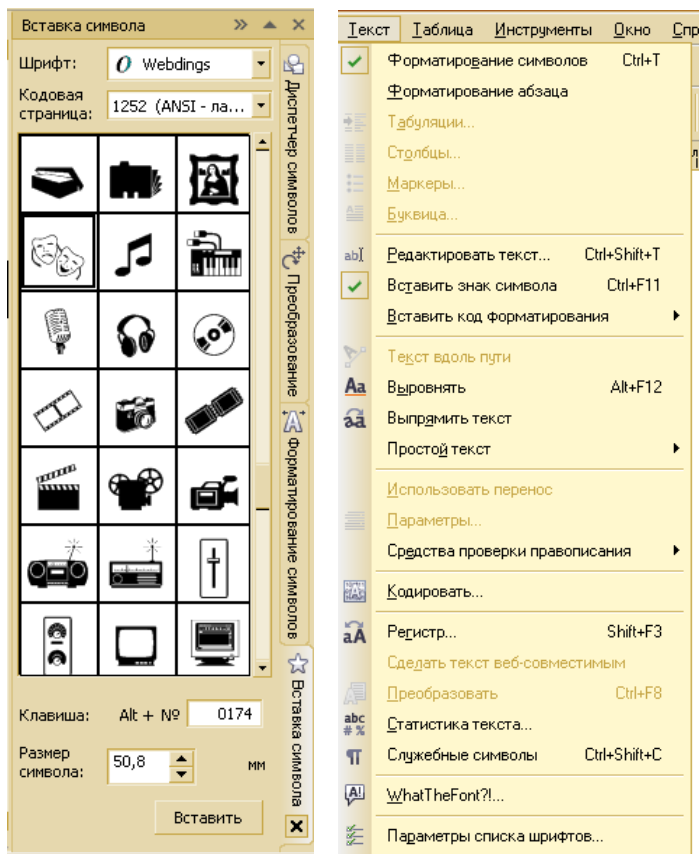 Вставка символа
Шрифт: O Webdings
Кодовая страница: 1252 (ANSI - ла...
Клавиша: Alt + № 0174
Размер символа: 50,8 мм
Вставить
Диспетчер символов
Преобразование
Форматирование символов
Вставка символа
Текст Таблица Инструменты Окно Спр
Форматирование символов Ctrl+T
Форматирование абзаца
Табуляции...
Столбцы...
Маркеры...
Буквица...
Редактировать текст... Ctrl+Shift+T
Вставить знак символа Ctrl+F11
Вставить код форматирования
Текст вдоль пути
Выровнять Alt+F12
Выпрямить текст
Простой текст
Использовать перенос
Параметры...
Средства проверки правописания
Кодировать...
Регистр... Shift+F3
Сделать текст веб-совместимым
Преобразовать Ctrl+F8
Статистика текста...
Служебные символы Ctrl+Shift+C
WhatTheFont?!...
Параметры списка шрифтов...